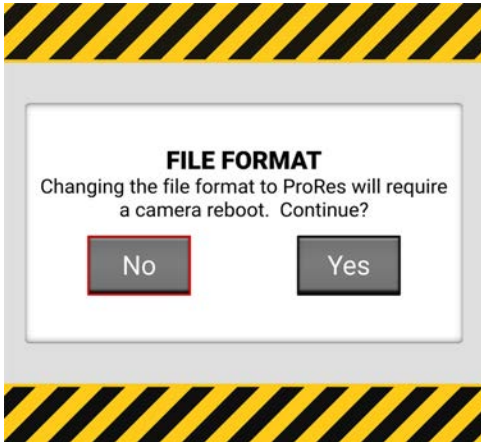 FILE FORMAT
Changing the file format to ProRes will require
a camera reboot. Continue?
No
Yes